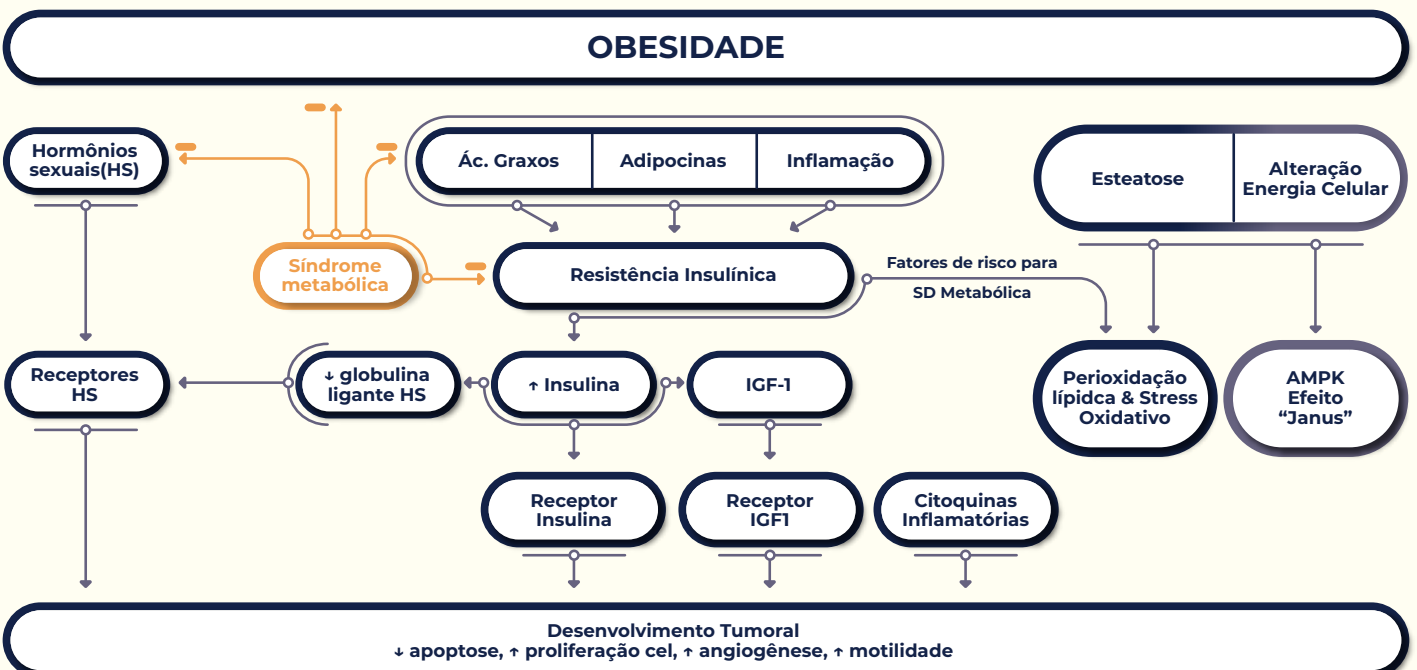 OBESIDADE
Hormônios
sexuais(HS)
Ác. Graxos
Adipocinas
Inflamação
Esteatose
Alteração
Energia Celular
Síndrome
metabólica
Resistência Insulínica
Fatores de risco para
SD Metabólica
Receptores
HS
↓ globulina
ligante HS
↑ Insulina
IGF-1
Perioxidação
lípidca & Stress
Oxidativo
AMPK
Efeito
“Janus”
Receptor
Insulina
Receptor
IGF1
Citoquinas
Inflamatórias
Desenvolvimento Tumoral
↓ apoptose, ↑ proliferação cel, ↑ angiogênese, ↑ motilidade